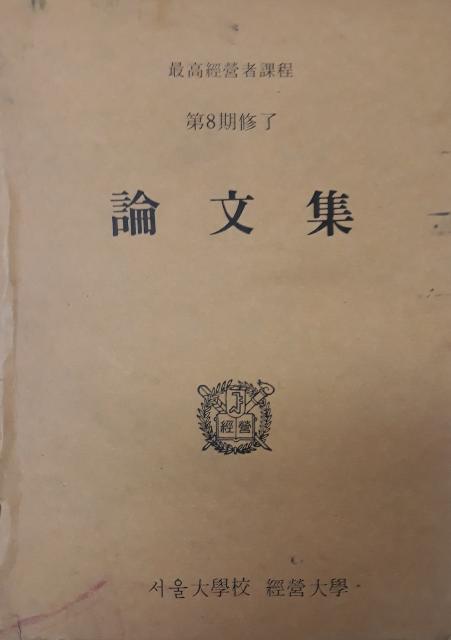 最高經營者課程
第8期修了
論文集
經營
서울大學校 經營大學